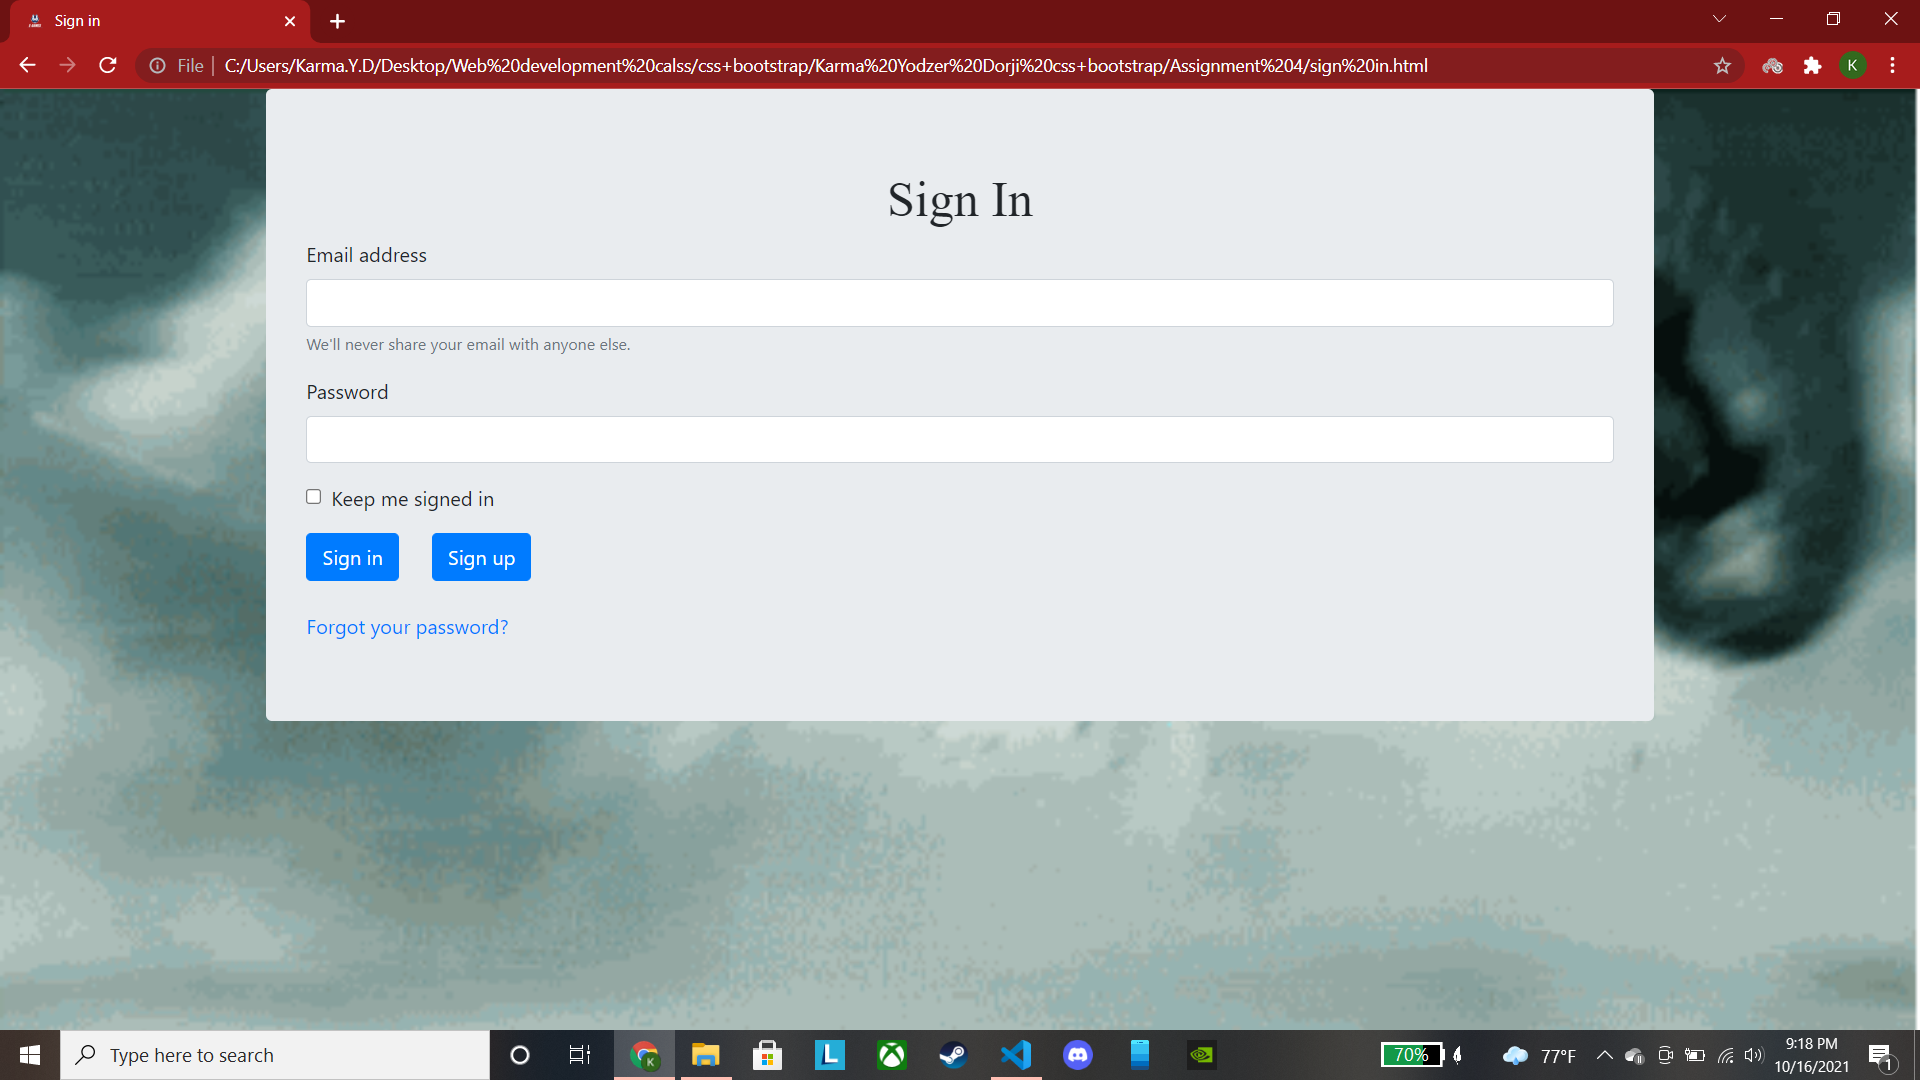 Sign in
File
C:/Users/Karma.Y.D/Desktop/Web%20development%20calss/css+bootstrap/Karma%20Yodzer%20Dorji%20css+bootstrap/Assignment%204/sign%20in.html
K
Sign In
Email address
We'll never share your email with anyone else.
Password
Keep me signed in
Sign in Sign up
Forgot your password?
Type here to search
K
L
70%
77°F
9:18 PM
10/16/2021
1